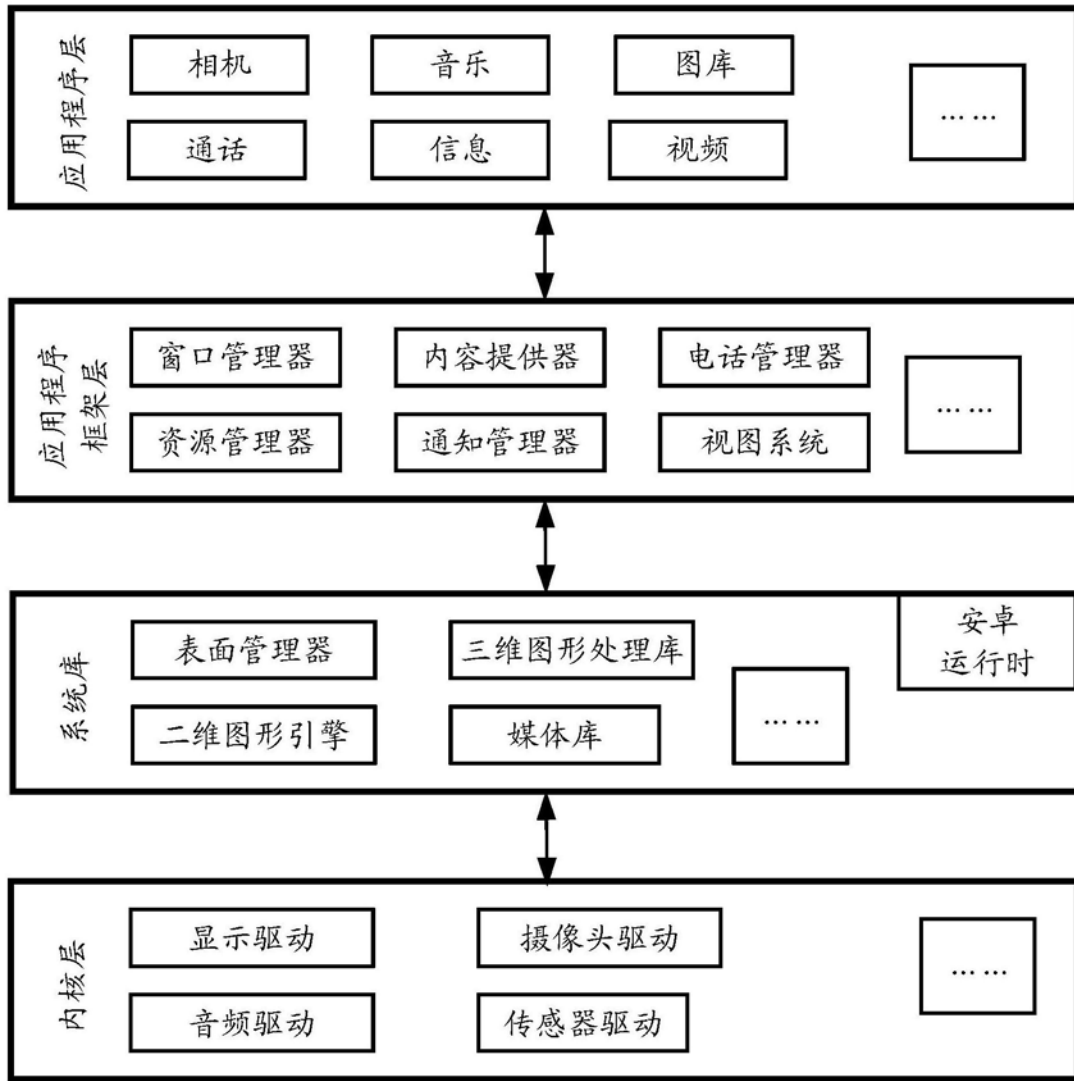 应用程序层
相机
音乐
图库
通话
信息
视频
……
应用程序
框架层
窗口管理器
内容提供器
电话管理器
资源管理器
通知管理器
视图系统
……
系统库
表面管理器
三维图形处理库
二维图形引擎
媒体库
……
安卓
运行时
内核层
显示驱动
摄像头驱动
音频驱动
传感器驱动
……